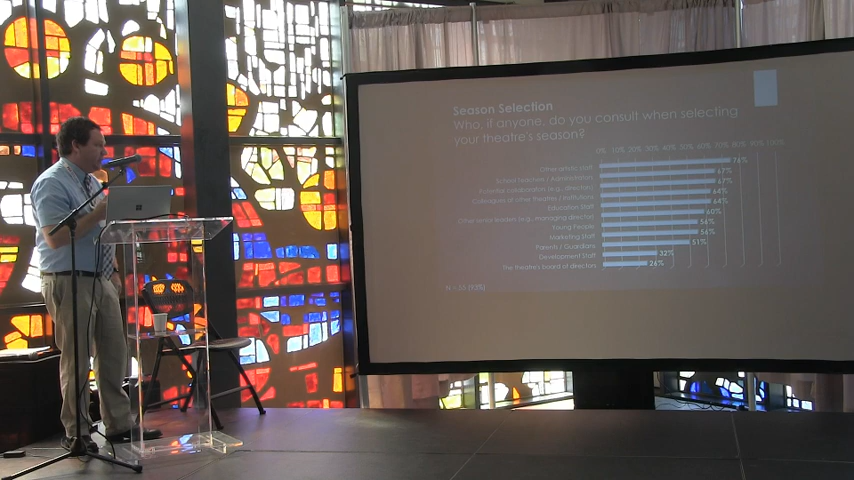 Season Selection
Who, if anyone, do you consult when selecting
your theatre's season?
0% 10% 20% 30% 40% 50% 60% 70% 80% 90% 100%
Other artistic staff 76%
School Teachers / Administrators 67%
Potential collaborators (e.g., directors) 67%
Colleagues at other theatres / institutions 64%
Education Staff 64%
Other senior leaders (e.g., managing director) 60%
Young People 56%
Marketing Staff 56%
Parents / Guardians 51%
Development Staff 32%
The theatre's board of directors 26%